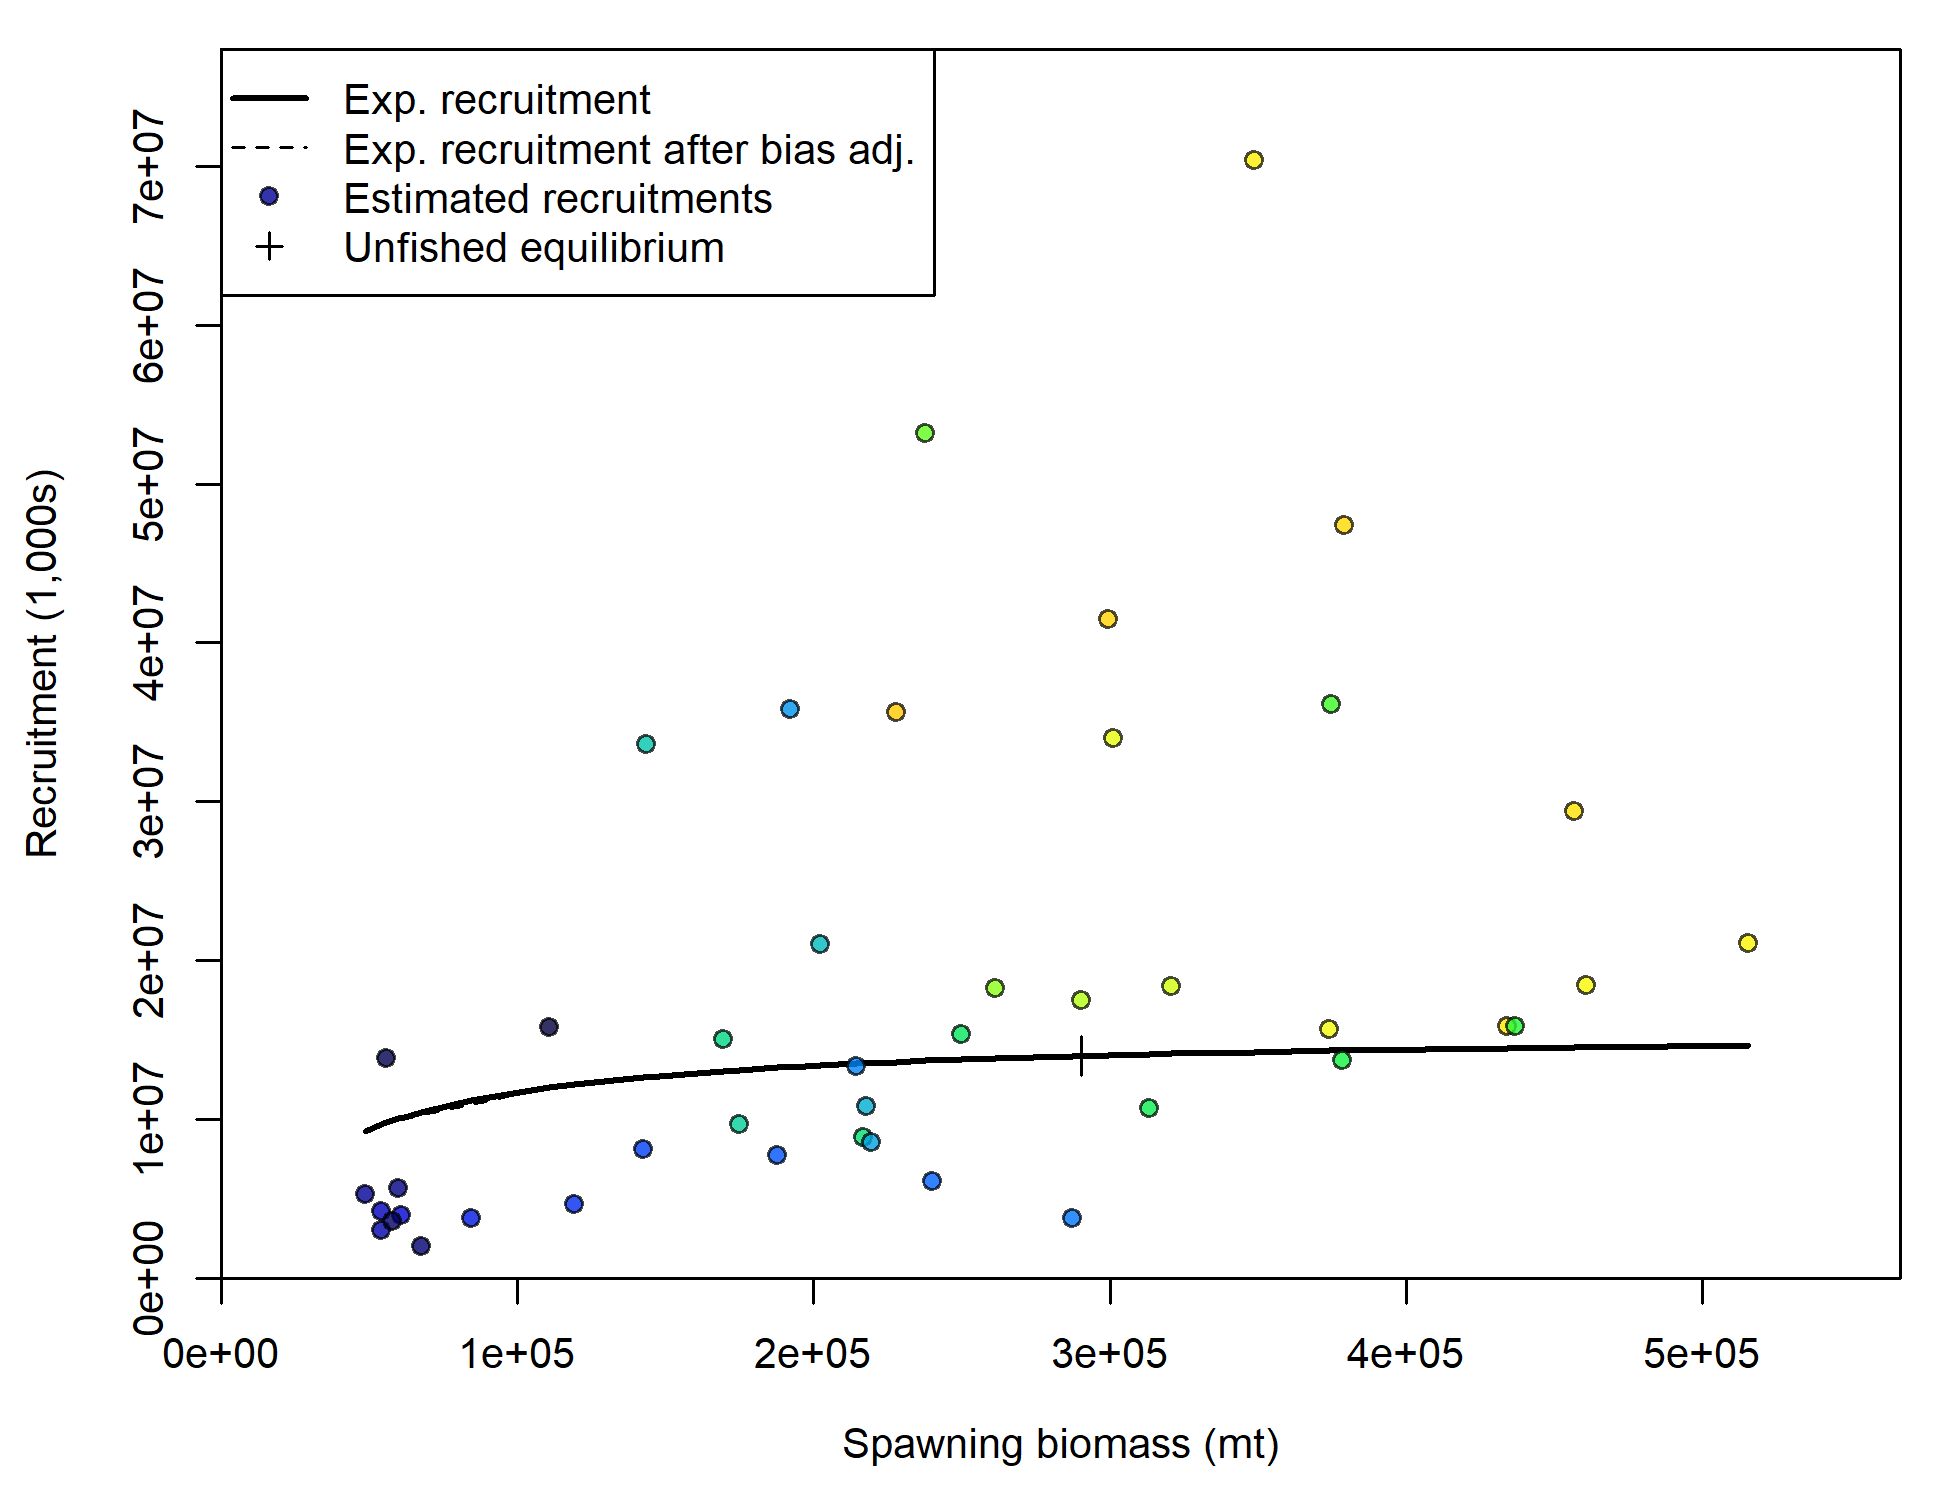 Exp. recruitment
Exp. recruitment after bias adj.
Estimated recruitments
Unfished equilibrium
7e+07
6e+07
5e+07
4e+07
3e+07
2e+07
1e+07
0e+00
Recruitment (1,000s)
0e+00 1e+05 2e+05 3e+05 4e+05 5e+05
Spawning biomass (mt)